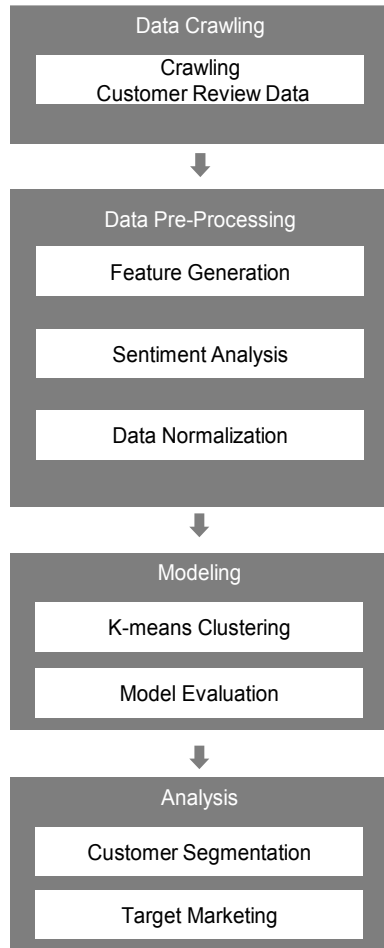 Data Crawling
Crawling
Customer Review Data
Data Pre-Processing
Feature Generation
Sentiment Analysis
Data Normalization
Modeling
K-means Clustering
Model Evaluation
Analysis
Customer Segmentation
Target Marketing